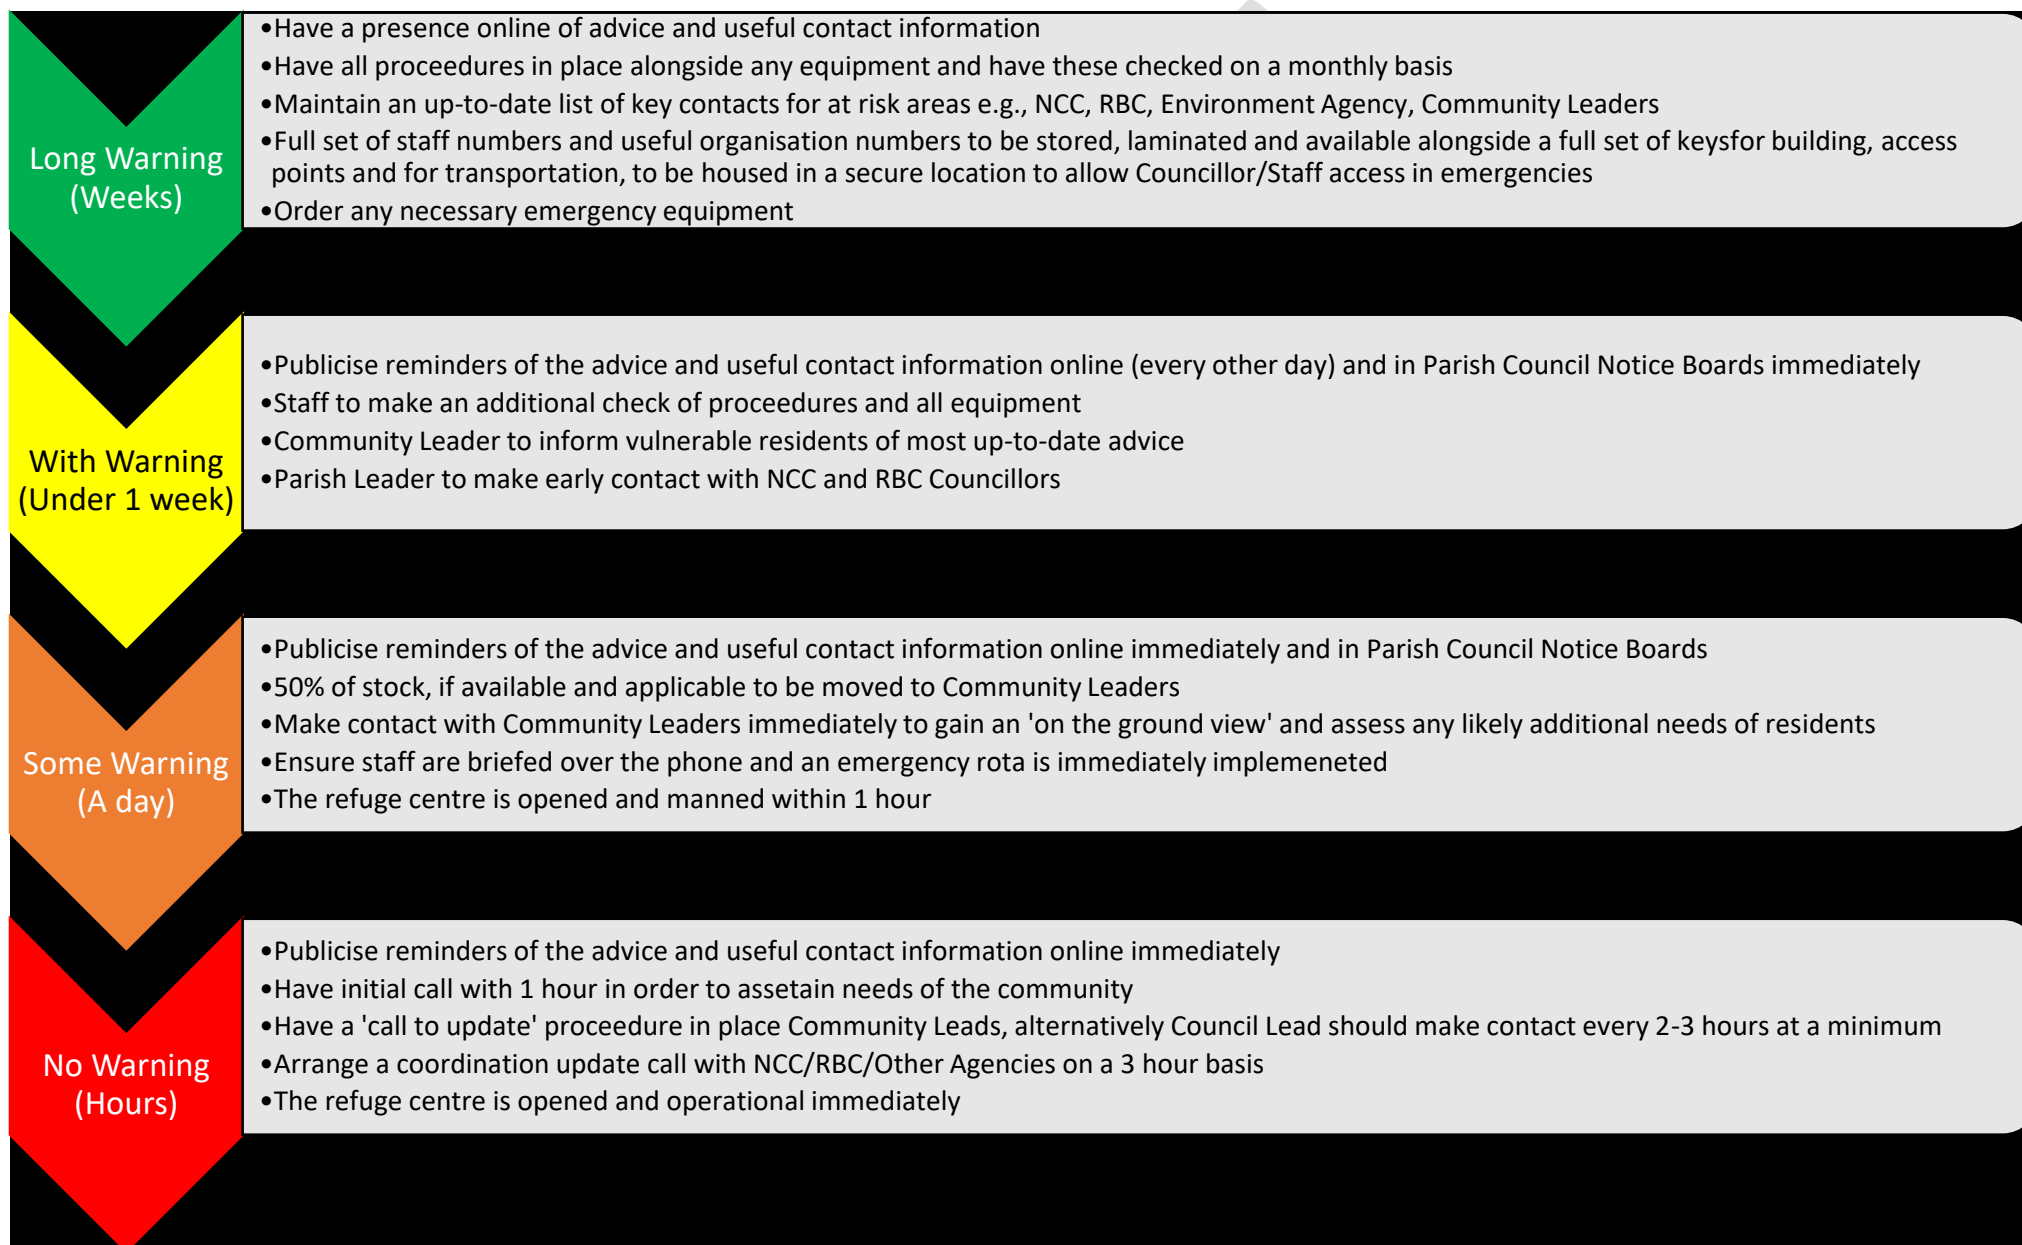 Long Warning
(Weeks)
•Have a presence online of advice and useful contact information
•Have all proceedures in place alongside any equipment and have these checked on a monthly basis
•Maintain an up-to-date list of key contacts for at risk areas e.g., NCC, RBC, Environment Agency, Community Leaders
•Full set of staff numbers and useful organisation numbers to be stored, laminated and available alongside a full set of keysfor building, access
points and for transportation, to be housed in a secure location to allow Councillor/Staff access in emergencies
•Order any necessary emergency equipment
With Warning
(Under 1 week)
•Publicise reminders of the advice and useful contact information online (every other day) and in Parish Council Notice Boards immediately
•Staff to make an additional check of proceedures and all equipment
•Community Leader to inform vulnerable residents of most up-to-date advice
•Parish Leader to make early contact with NCC and RBC Councillors
Some Warning
(A day)
•Publicise reminders of the advice and useful contact information online immediately and in Parish Council Notice Boards
•50% of stock, if available and applicable to be moved to Community Leaders
•Make contact with Community Leaders immediately to gain an 'on the ground view' and assess any likely additional needs of residents
•Ensure staff are briefed over the phone and an emergency rota is immediately implemeneted
•The refuge centre is opened and manned within 1 hour
No Warning
(Hours)
•Publicise reminders of the advice and useful contact information online immediately
•Have initial call with 1 hour in order to assetain needs of the community
•Have a 'call to update' proceedure in place Community Leads, alternatively Council Lead should make contact every 2-3 hours at a minimum
•Arrange a coordination update call with NCC/RBC/Other Agencies on a 3 hour basis
•The refuge centre is opened and operational immediately